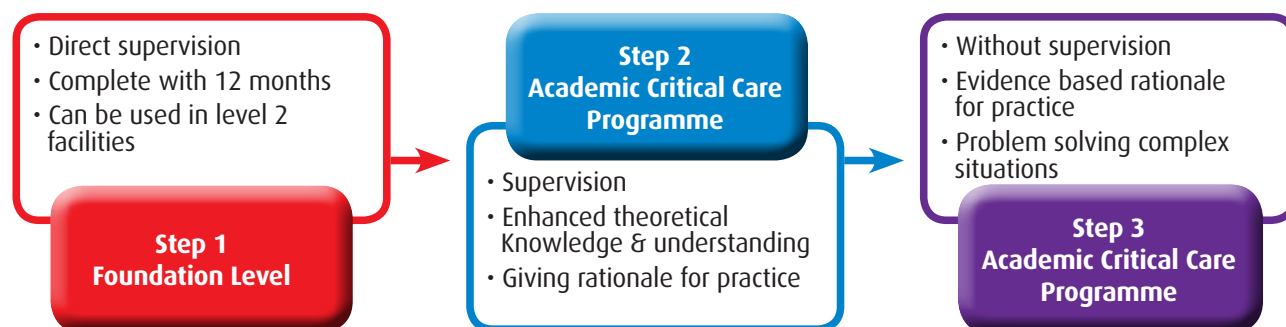 · Direct supervision
· Complete with 12 months
· Can be used in level 2
facilities
Step 1
Foundation Level
Step 2
Academic Critical Care
Programme
· Supervision
· Enhanced theoretical
Knowledge & understanding
· Giving rationale for practice
· Without supervision
· Evidence based rationale
for practice
· Problem solving complex
situations
Step 3
Academic Critical Care
Programme